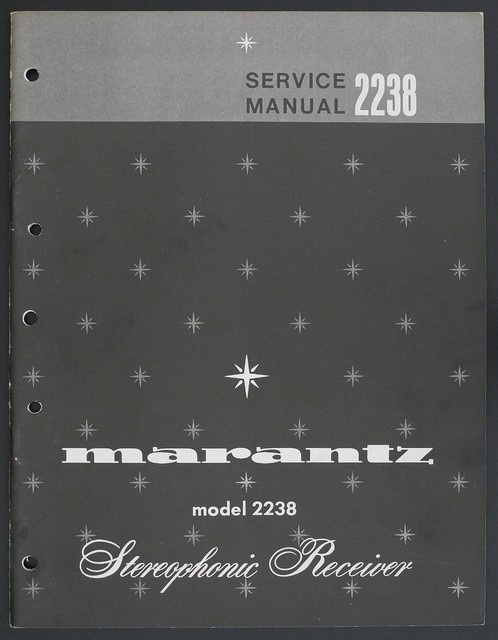 SERVICE
MANUAL 2238
marantz
model 2238
Stereophonic Receiver